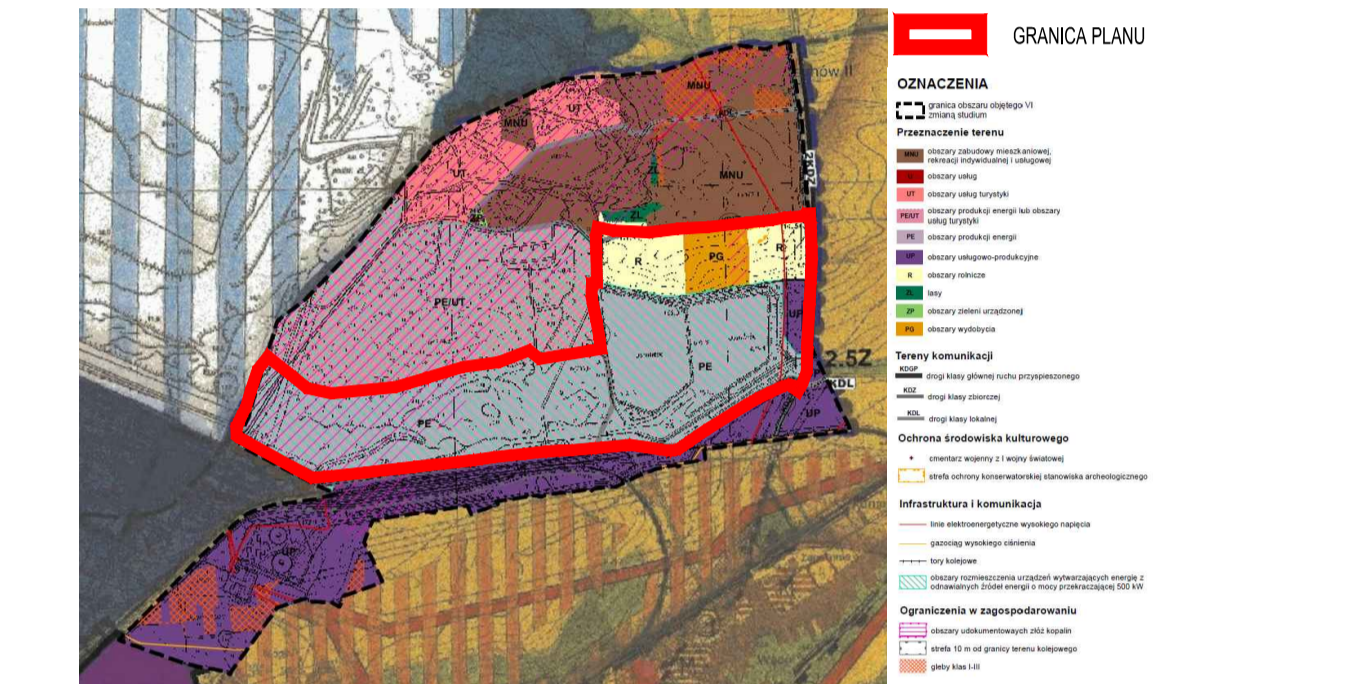 GRANICA PLANU
OZNACZENIA
granica obszaru objętego VI
zmianą studium
Przeznaczenie terenu
MNU obszary zabudowy mieszkaniowej,
rekreacji indywidualnej i usługowej
obszary usług
UT obszary usług turystyki
PE/UT obszary produkcji energii lub obszary
usług turystyki
PE obszary produkcji energii
UP obszary usługowo-produkcyjne
R obszary rolnicze
ZL lasy
ZP obszary zieleni urządzonej
PG obszary wydobycia
Tereny komunikacji
KDGP
drogi klasy głównej ruchu przyspieszonego
KDZ
drogi klasy zbiorczej
KDL
drogi klasy lokalnej
Ochrona środowiska kulturowego
cmentarz wojenny z I wojny światowej
strefa ochrony konserwatorskiej stanowiska archeologicznego
Infrastruktura i komunikacja
linie elektroenergetyczne wysokiego napięcia
gazociąg wysokiego ciśnienia
tory kolejowe
obszary rozmieszczenia urządzeń wytwarzających energię z
odnawialnych źródeł energii o mocy przekraczającej 500 kW
Ograniczenia w zagospodarowaniu
obszary udokumentowaych złóż kopalin
strefa 10 m od granicy terenu kolejowego
gleby klas I-III
MNU
UT
MNU
UT
ZL
MNU
ZP
ZL
2KDZ
R
PG
R
PE/UT
UP
PE
2.5Z
KDL
PE
UP
UP